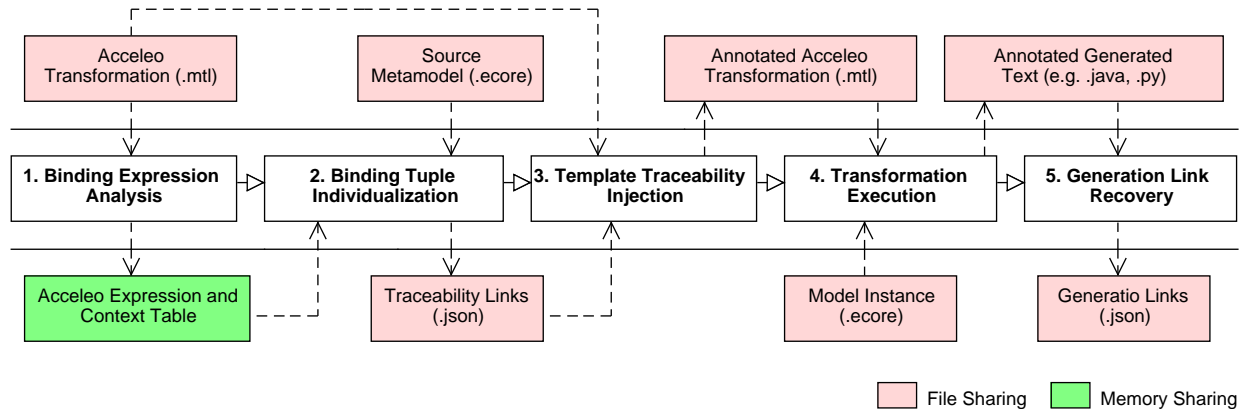 Acceleo
Transformation (.mtl)
Source
Metamodel (.ecore)
Annotated Acceleo
Transformation (.mtl)
Annotated Generated
Text (e.g. .java, .py)
1. Binding Expression
Analysis
2. Binding Tuple
Individualization
3. Template Traceability
Injection
4. Transformation
Execution
5. Generation Link
Recovery
Acceleo Expression and
Context Table
Traceability Links
(.json)
Model Instance
(.ecore)
Generatio Links
(.json)
File Sharing
Memory Sharing